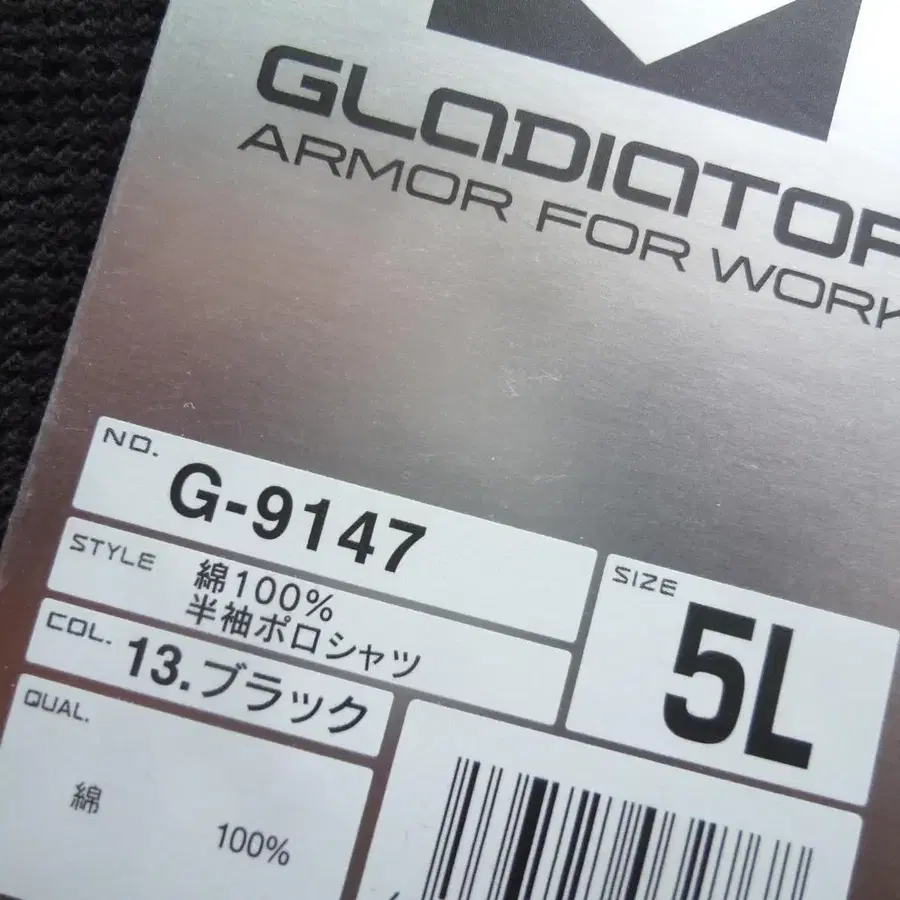 GLADIATOR
ARMOR FOR WORK
NO.
G-9147
STYLE
綿100%
半袖ポロシャツ
COL.
13.ブラック
SIZE
5L
QUAL.
綿
100%